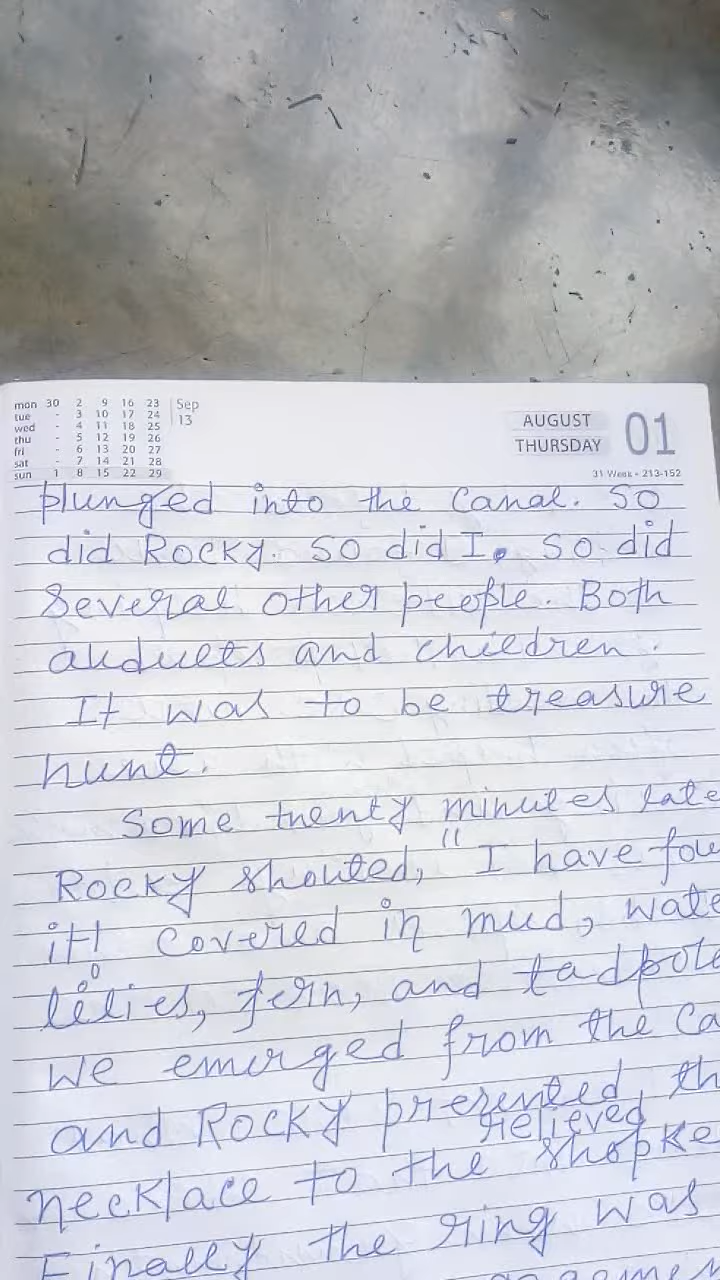 mon 30 2 9 16 23 Sep
tue - 3 10 17 24 13
wed - 4 11 18 25
thu - 5 12 19 26
fri - 6 13 20 27
sat - 7 14 21 28
sun 1 8 15 22 29
AUGUST 01
THURSDAY
31 Week • 213-152
plunged into the Canal. SO
did ROCKY. SO did I. SO did
Several other people. Both
auduets and children.
It was to be treasure
hunt.
Some twenty minutes late
ROCKY shouted, " I have fou
it! Covered in mud, wate
lilies, fern, and tadpole
We emerged from the Ca
and ROCKY presented, th
relieved
necklace to the shopke
Finally the ring was